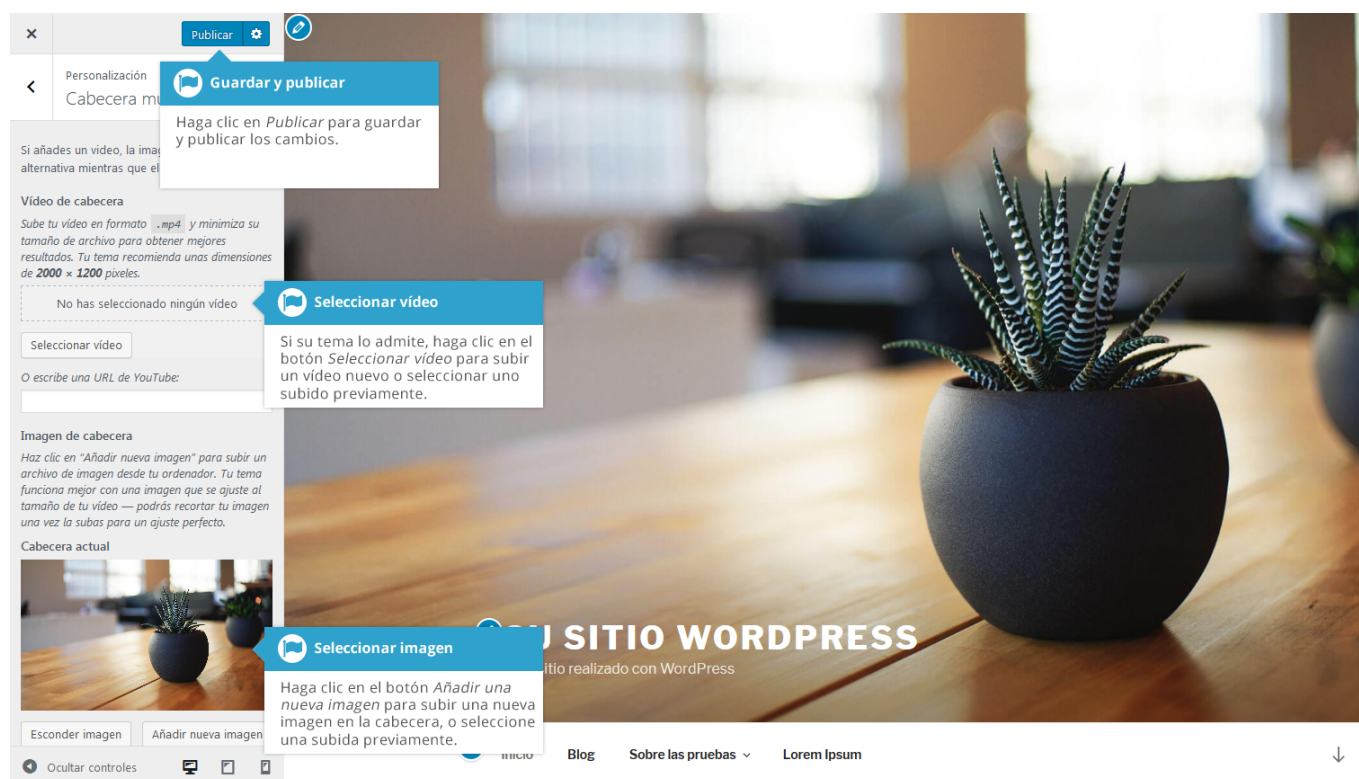 Publicar
Personalización
Cabecera
Guardar y publicar
Haga clic en Publicar para guardar
y publicar los cambios.
Si añades un video, la
alternativa mientras que el
Vídeo de cabecera
Sube tu vídeo en formato .mp4 y minimiza su
tamaño de archivo para obtener mejores
resultados. Tu tema recomienda unas dimensiones
de 2000 × 1200 pixeles.
No has seleccionado ningún vídeo
Seleccionar vídeo
O escribe una URL de YouTube:
Seleccionar vídeo
Si su tema lo admite, haga clic en el
botón Seleccionar vídeo para subir
un vídeo nuevo o seleccionar uno
subido previamente.
Imagen de cabecera
Haz clic en "Añadir nueva imagen" para subir un
archivo de imagen desde tu ordenador. Tu tema
funciona mejor con una imagen que se ajuste al
tamaño de tu vídeo — podrás recortar tu imagen
una vez la subas para un ajuste perfecto.
Cabecera actual
Esconder imagen
Añadir nueva imagen
Ocultar controles
Seleccionar imagen
Haga clic en el botón Añadir una
nueva imagen para subir una nueva
imagen en la cabecera, o seleccione
una subida previamente.
SU SITIO WORDPRESS
sitio realizado con WordPress
Inicio
Blog
Sobre las pruebas
Lorem Ipsum